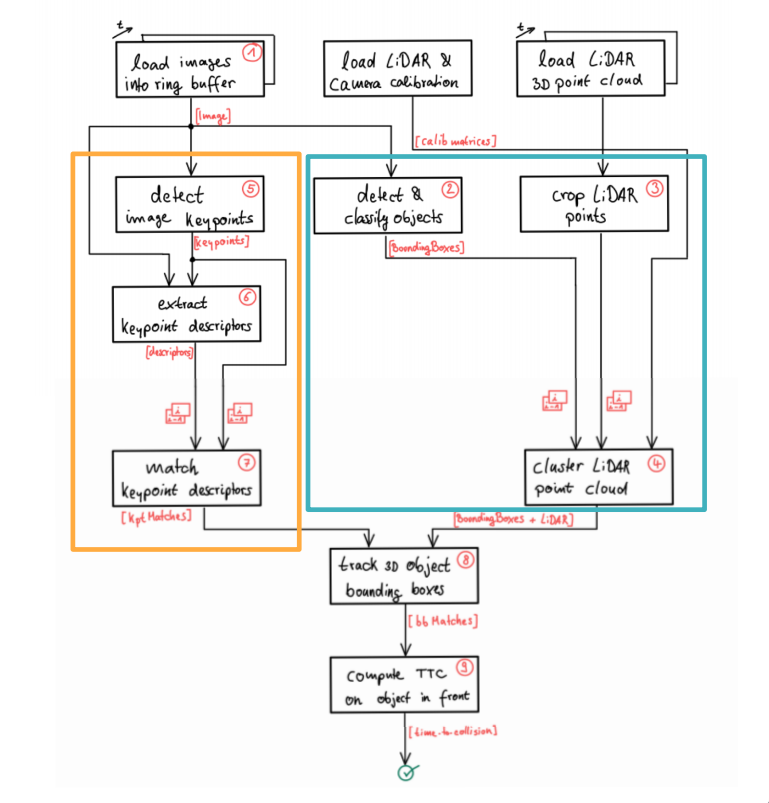 t
t
load images
into ring buffer
1
load LiDAR &
Camera calibration
load LiDAR
3D point cloud
[Image]
[Calib matrices]
detect
image keypoints
5
detect &
classify objects
2
crop LiDAR
points
3
[keypoints]
[BoundingBoxes]
extract
keypoint descriptors
6
[descriptors]
i
i-1
i
i-1
i
i-1
i
i-1
match
keypoint descriptors
7
cluster LiDAR
point cloud
4
[Kpt Matches]
[BoundingBoxes + LiDAR]
track 3D object
bounding boxes
8
[bb Matches]
compute TTC
on object in front
9
[time-to-collision]